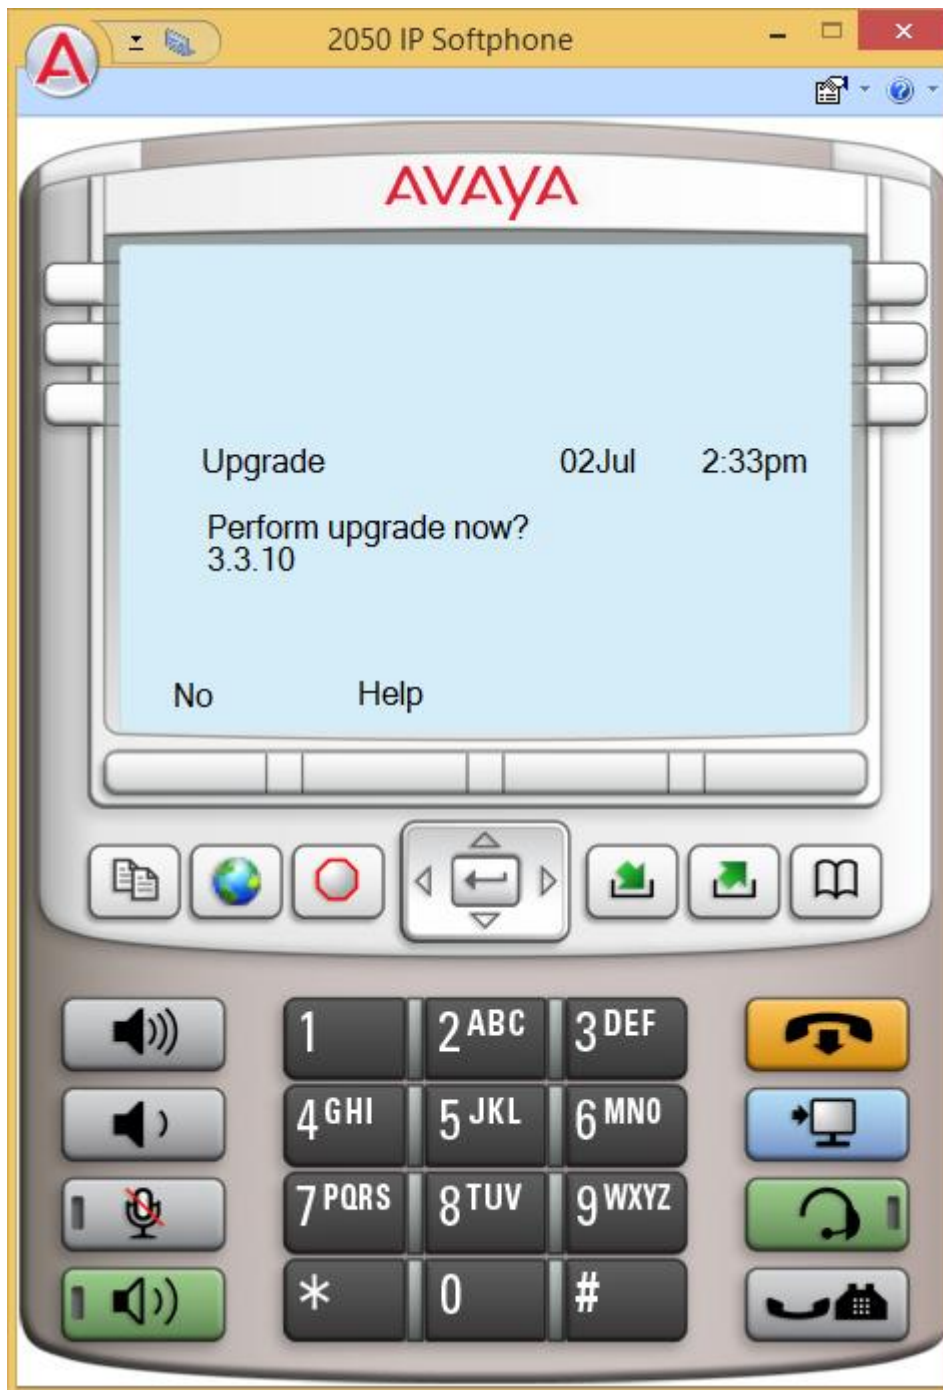 A
2050 IP Softphone
AVAYA
Upgrade 02Jul 2:33pm
Perform upgrade now?
3.3.10
No Help
1 2 ABC 3 DEF
4 GHI 5 JKL 6 MNO
7 PQRS 8 TUV 9 WXYZ
* 0 #